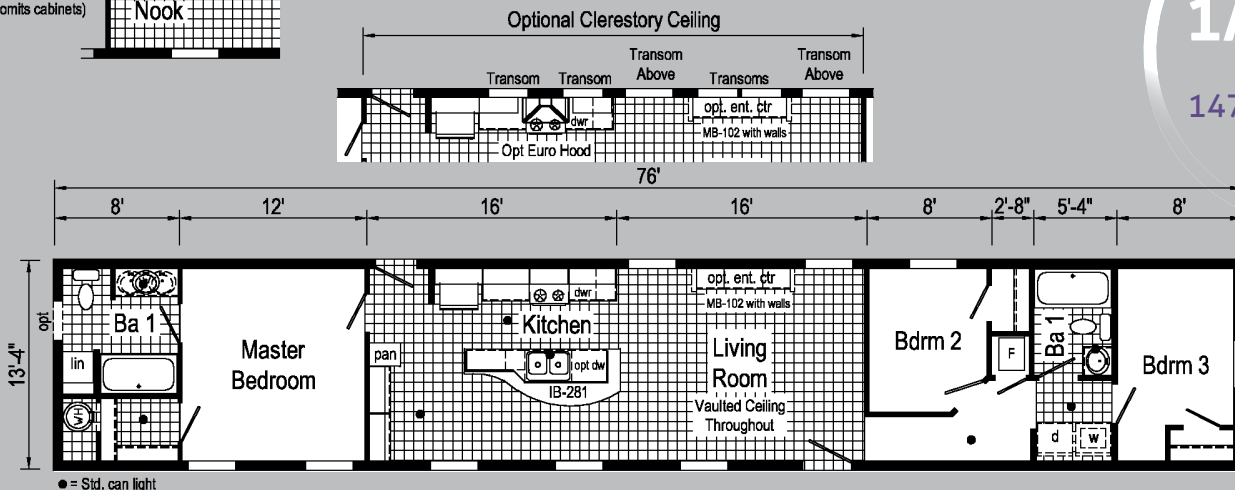 omits cabinets)
Nook
Optional Clerestory Ceiling
Transom
Transom
Transom
Above
Transoms
Transom
Above
dwr
opt. ent. ctr
MB-102 with walls
Opt Euro Hood
147
76'
8'
12'
16'
16'
8'
2'-8"
5'-4"
8'
13'-4"
opt
Ba 1
lin
WH
Master
Bedroom
pan
dwr
Kitchen
opt dw
IB-281
opt. ent. ctr
MB-102 with walls
Living
Room
Vaulted Ceiling
Throughout
Bdrm 2
F
Ba 1
d
w
Bdrm 3
● = Std. can light